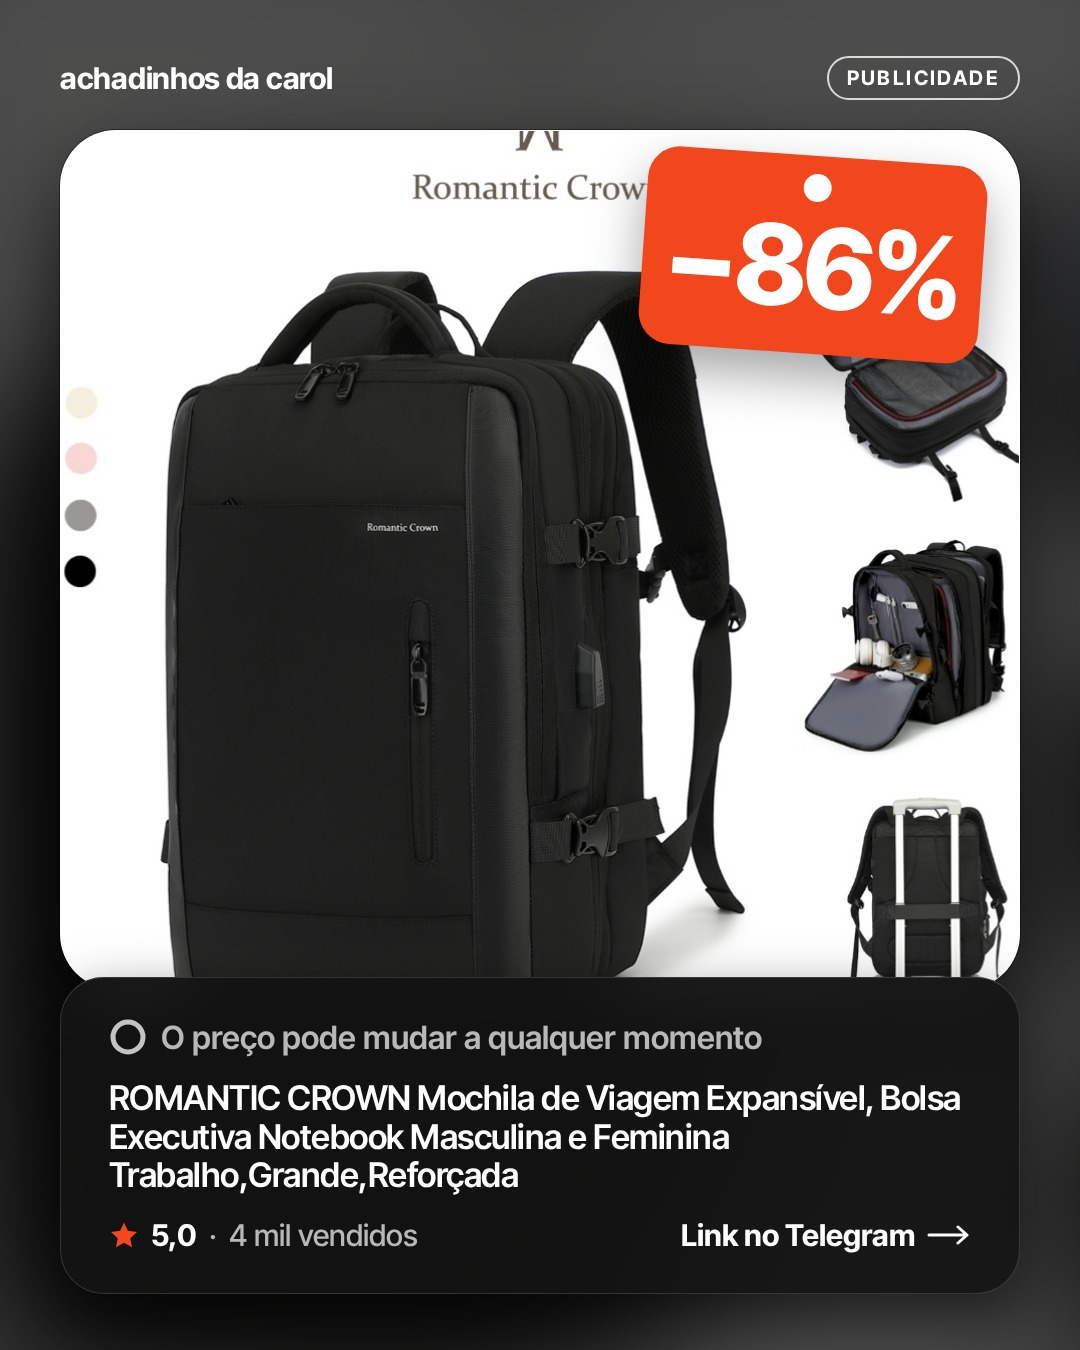 achadinhos da carol
PUBLICIDADE
Romantic Crow
–86%
Romantic Crown
O preço pode mudar a qualquer momento
ROMANTIC CROWN Mochila de Viagem Expansível, Bolsa
Executiva Notebook Masculina e Feminina
Trabalho,Grande,Reforçada
5,0 · 4 mil vendidos
Link no Telegram →